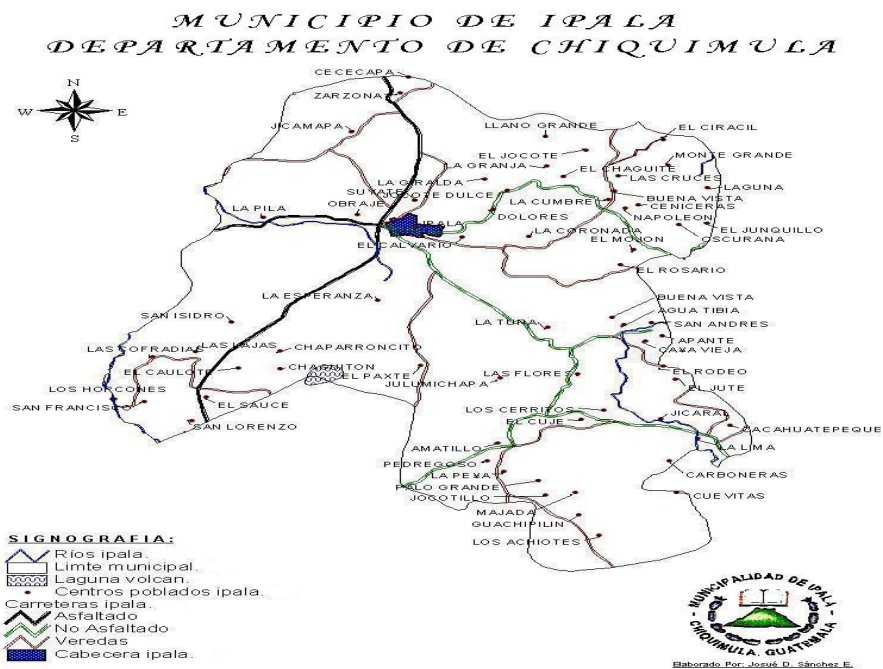 MUNICIPIO DE IPALA
DEPARTAMENTO DE CHIQUIMULA
N
W E
S
CECECAPA
ZARZONA
JICAMAPA
LLANO GRANDE
EL CIRACIL
EL JOCOTE
MONTE GRANDE
LA GRANJA
EL CHAGUITE
LAS CRUCES
LA GIRALDA
LAGUNA
SUYATE
JOCOTE DULCE
LA CUMBRE
BUENA VISTA
CENICERAS
OBRAJE
LA PILA
DOLORES
NAPOLEON
IPALA
LA CORONADA
EL JUNQUILLO
EL CALVARIO
EL MOJON
OSCURANA
EL ROSARIO
LA ESPERANZA
BUENA VISTA
AGUA TIBIA
SAN ISIDRO
LA TUNA
SAN ANDRES
TAPANTE
LAS COFRADIAS
LAS LAJAS
CHAPARRONCITO
CAVA VIEJA
EL CAULOTE
CHAGUITON
EL PAXTE
LAS FLORES
EL RODEO
LOS HORCONES
JULUMICHAPA
EL JUTE
SAN FRANCISCO
EL SAUCE
LOS CERRITOS
JICARAL
SAN LORENZO
EL CUJE
CACAHUATEPEQUE
AMATILLO
LA LIMA
PEDREGOSO
LA PEVA
CARBONERAS
PALO GRANDE
JOCOTILLO
CUEVITAS
MAJADA
GUACHIPILIN
LOS ACHIOTES
SIGNOGRAFIA:
Ríos ipala.
Limte municipal.
Laguna volcan.
Centros poblados ipala.
Carreteras ipala.
Asfaltado
No Asfaltado
Veredas
Cabecera ipala.
MUNICIPALIDAD DE IPALA
CHIQUIMULA, GUATEMALA
Elaborado Por: Josué D. Sánchez E.